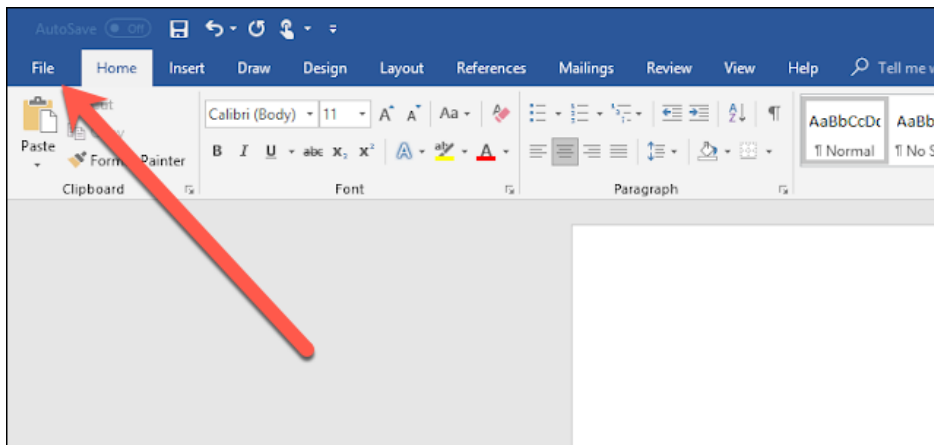 AutoSave Off
File Home Insert Draw Design Layout References Mailings Review View Help Tell me
Calibri (Body) 11 Aa
AaBbCcDc AaBb
Paste
Painter
B I U abc X₂ X² A aby A
¶ Normal ¶ No S
Clipboard Font Paragraph